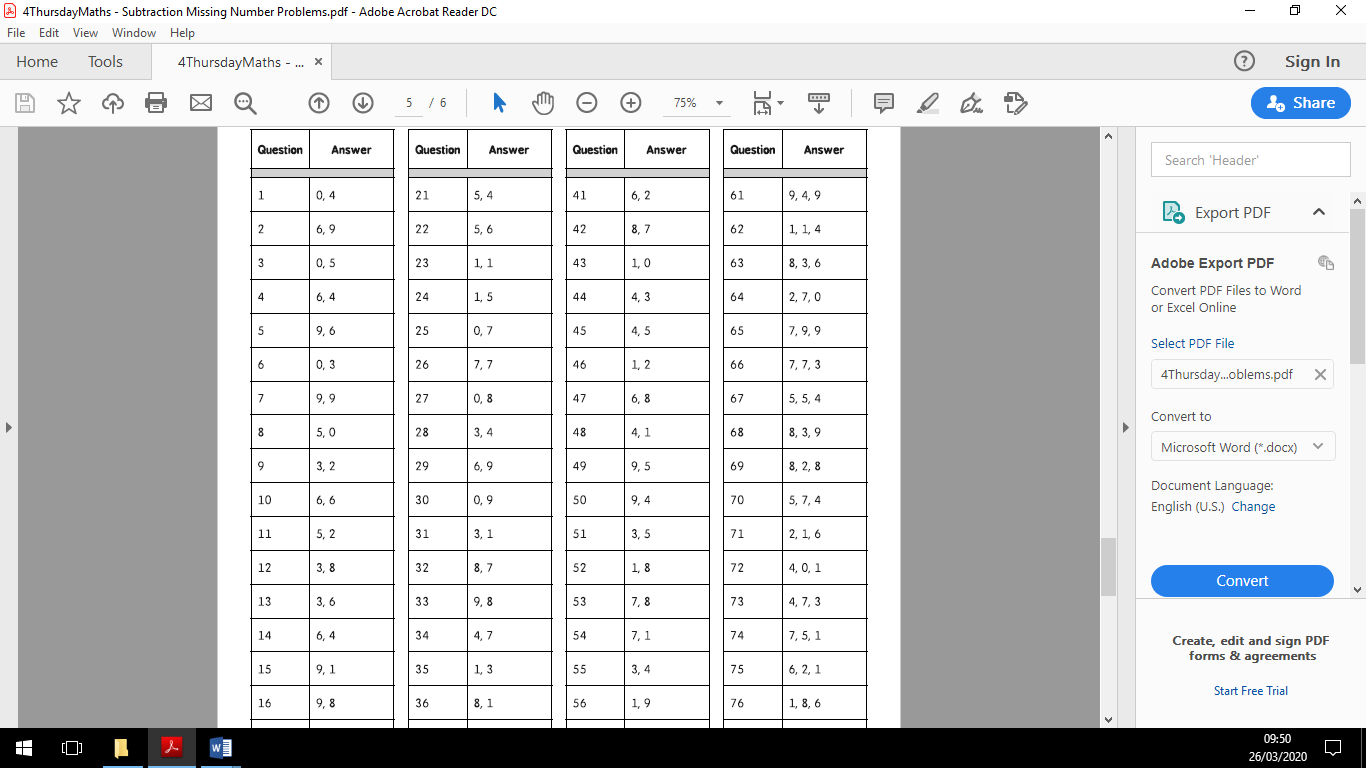 4ThursdayMaths - Subtraction Missing Number Problems.pdf - Adobe Acrobat Reader DC
File Edit View Window Help
Home Tools 4ThursdayMaths - ... × ? Sign In
5 / 6 75% Share
Question Answer Question Answer Question Answer Question Answer
1 0, 4 21 5, 4 41 6, 2 61 9, 4, 9
2 6, 9 22 5, 6 42 8, 7 62 1, 1, 4
3 0, 5 23 1, 1 43 1, 0 63 8, 3, 6
4 6, 4 24 1, 5 44 4, 3 64 2, 7, 0
5 9, 6 25 0, 7 45 4, 5 65 7, 9, 9
6 0, 3 26 7, 7 46 1, 2 66 7, 7, 3
7 9, 9 27 0, 8 47 6, 8 67 5, 5, 4
8 5, 0 28 3, 4 48 4, 1 68 8, 3, 9
9 3, 2 29 6, 9 49 9, 5 69 8, 2, 8
10 6, 6 30 0, 9 50 9, 4 70 5, 7, 4
11 5, 2 31 3, 1 51 3, 5 71 2, 1, 6
12 3, 8 32 8, 7 52 1, 8 72 4, 0, 1
13 3, 6 33 9, 8 53 7, 8 73 4, 7, 3
14 6, 4 34 4, 7 54 7, 1 74 7, 5, 1
15 9, 1 35 1, 3 55 3, 4 75 6, 2, 1
16 9, 8 36 8, 1 56 1, 9 76 1, 8, 6
Search 'Header'
Export PDF
Adobe Export PDF
Convert PDF Files to Word
or Excel Online
Select PDF File
4Thursday...oblems.pdf
Convert to
Microsoft Word (*.docx)
Document Language:
English (U.S.) Change
Convert
Create, edit and sign PDF
forms & agreements
Start Free Trial
09:50
26/03/2020